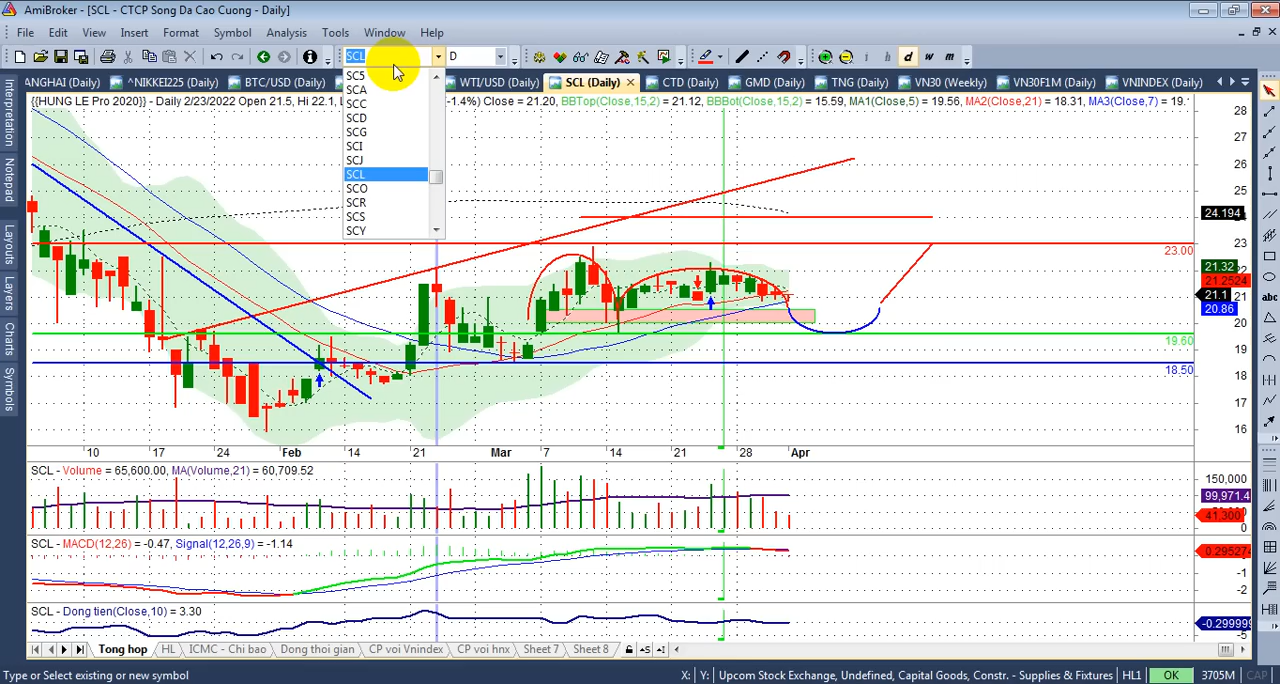 AmiBroker - [SCL - CTCP Song Da Cao Cuong - Daily]
File Edit View Insert Format Symbol Analysis Tools Window Help
SCL D
ANGHAI (Daily) ^NIKKEI225 (Daily) BTC/USD (Daily) WTI/USD (Daily) SCL (Daily) CTD (Daily) GMD (Daily) TNG (Daily) VN30 (Weekly) VN30F1M (Daily) VNINDEX (Daily)
{{HUNG LE Pro 2020}} - Daily 2/23/2022 Open 21.5, Hi 22.1, (-1.4%) Close = 21.20, BBTop(Close,15,2) = 21.12, BBBot(Close,15,2) = 15.59, MA1(Close,5) = 19.56, MA2(Close,21) = 18.31, MA3(Close,7) = 19.
SC5
SCA
SCC
SCD
SCG
SCI
SCJ
SCL
SCO
SCR
SCS
SCY
Interpretation
Notepad
Layouts
Layers
Charts
Symbols
abc
28
27
26
25
24.194
23
23.00
22
21.32
21.2524
21
21.1
20.86
20
19.60
19
18.50
18
17
16
10 17 24 Feb 14 21 Mar 7 14 21 28 Apr
SCL - Volume = 65,600.00, MA(Volume,21) = 60,709.52
150,000
99,971.4
41,300
SCL - MACD(12,26) = -0.47, Signal(12,26,9) = -1.14
-0.295274
-1
-2
SCL - Dong tien(Close,10) = 3.30
-0.299999
-5
Tong hop HL ICMC - Chi bao Dong thoi gian CP voi Vnindex CP voi hnx Sheet 7 Sheet 8
Type or Select existing or new symbol X: Y: Upcom Stock Exchange, Undefined, Capital Goods, Constr. - Supplies & Fixtures HL1 OK 3705M CAP